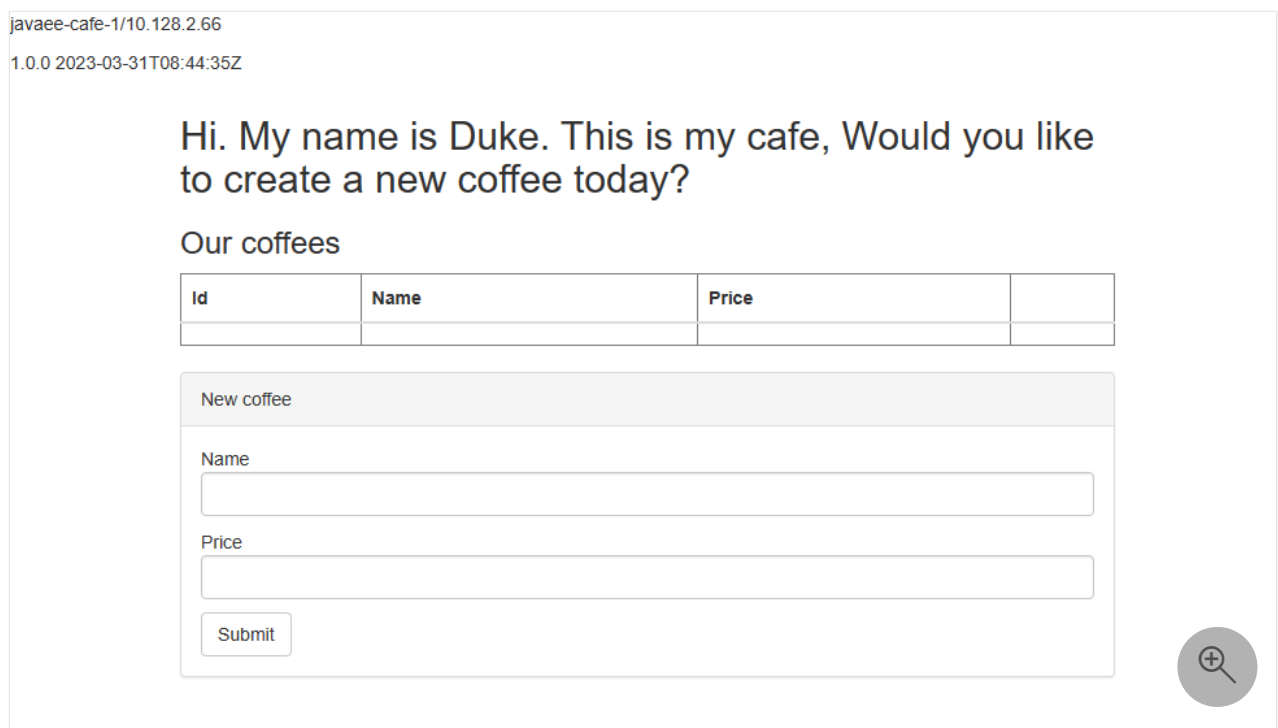 javaee-cafe-1/10.128.2.66
1.0.0 2023-03-31T08:44:35Z
Hi. My name is Duke. This is my cafe, Would you like
to create a new coffee today?
Our coffees
Id Name Price
New coffee
Name
Price
Submit